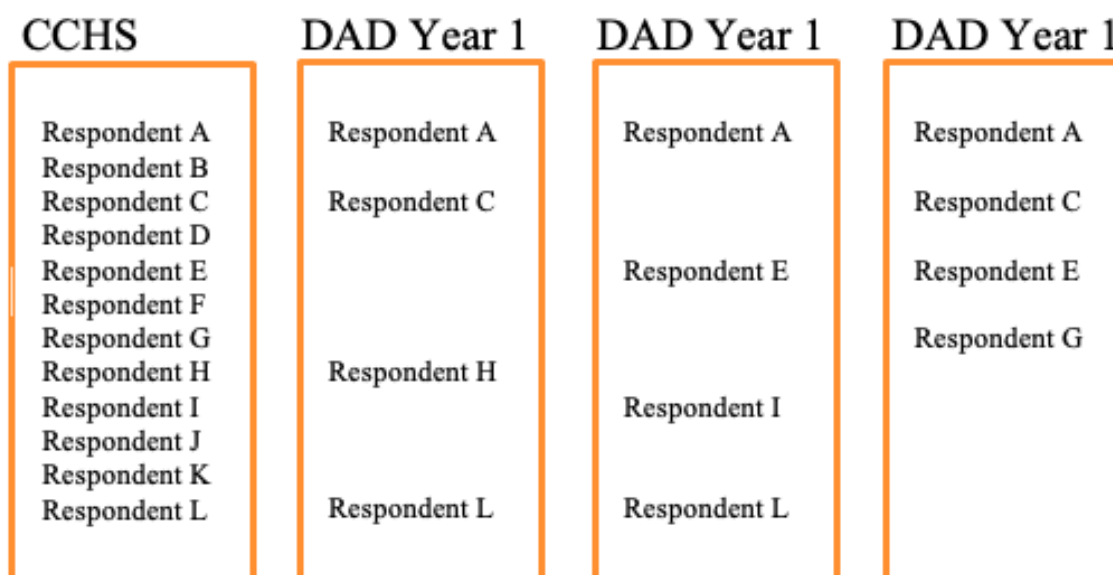 CCHS
Respondent A
Respondent B
Respondent C
Respondent D
Respondent E
Respondent F
Respondent G
Respondent H
Respondent I
Respondent J
Respondent K
Respondent L
DAD Year 1
Respondent A
Respondent C
Respondent H
Respondent L
DAD Year 1
Respondent A
Respondent E
Respondent I
Respondent L
DAD Year 1
Respondent A
Respondent C
Respondent E
Respondent G